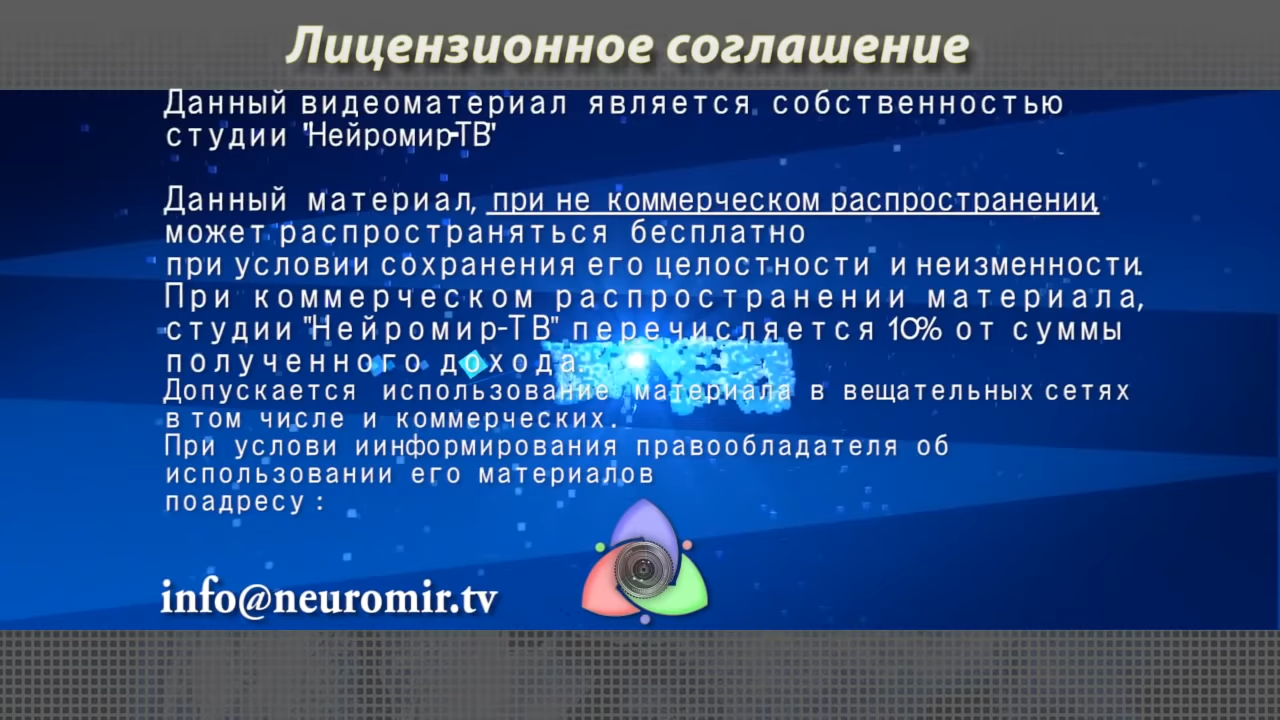 Лицензионное соглашение
Данный видеоматериал является собственностью
студии "Нейромир-ТВ"
Данный материал, при не коммерческом распространении,
может распространяться бесплатно
при условии сохранения его целостности и неизменности.
При коммерческом распространении материала,
студии "Нейромир-ТВ" перечисляется 10% от суммы
полученного дохода.
Допускается использование материала в вещательных сетях
в том числе и коммерческих.
При услови иинформирования правообладателя об
использовании его материалов
поадресу :
info@neuromir.tv